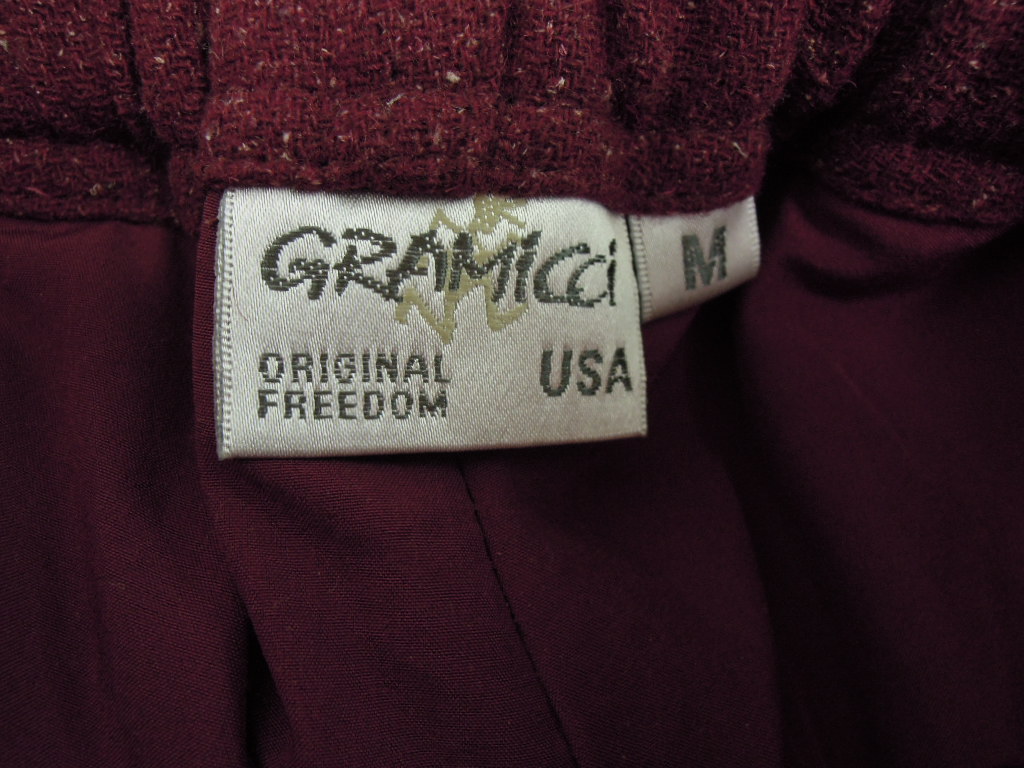 GRAMICCi
M
ORIGINAL
FREEDOM
USA